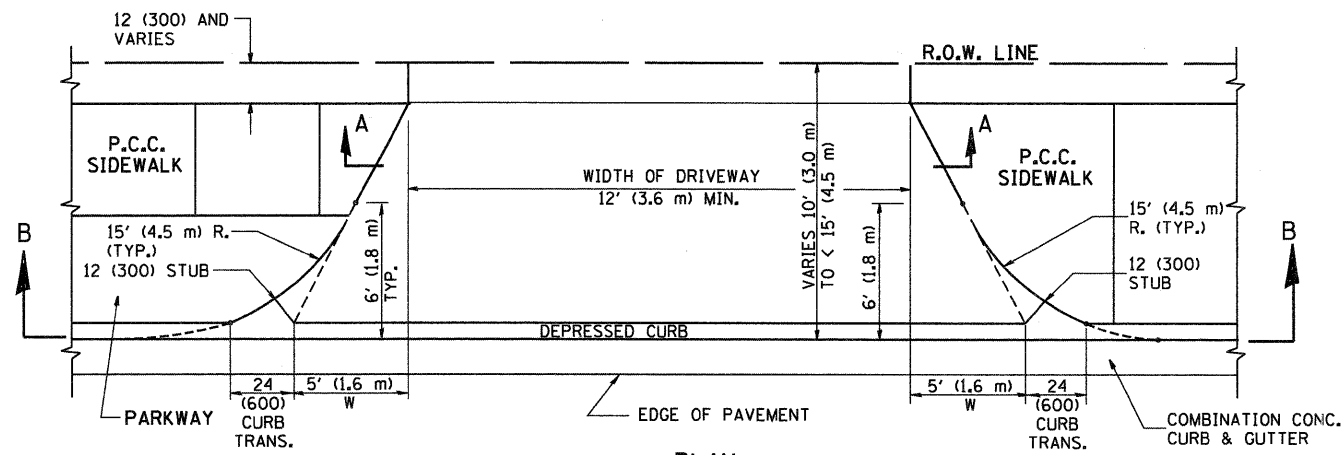 12 (300) AND
VARIES
R.O.W. LINE
A
A
P.C.C.
SIDEWALK
P.C.C.
SIDEWALK
WIDTH OF DRIVEWAY
12' (3.6 m) MIN.
VARIES 10' (3.0 m)
TO < 15' (4.5 m)
B
B
15' (4.5 m) R.
(TYP.)
15' (4.5 m)
R. (TYP.)
12 (300) STUB
12 (300)
STUB
6' (1.8 m)
TYP.
6' (1.8 m)
DEPRESSED CURB
24
(600)
CURB
TRANS.
5' (1.6 m)
W
5' (1.6 m)
W
24
(600)
CURB
TRANS.
PARKWAY
EDGE OF PAVEMENT
COMBINATION CONC.
CURB & GUTTER